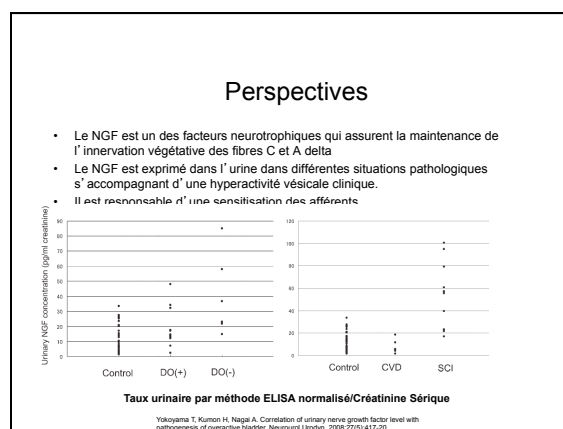 Perspectives
• Le NGF est un des facteurs neurotrophiques qui assurent la maintenance de
l’innervation végétative des fibres C et A delta
• Le NGF est exprimé dans l’urine dans différentes situations pathologiques
s’accompagnant d’une hyperactivité vésicale clinique.
• Il est responsable d’une sensitisation des afférents
Urinary NGF concentration (pg/ml creatinine)
90
80
70
60
50
40
30
20
10
0
Control DO(+) DO(-)
120
100
80
60
40
20
0
Control CVD SCI
Taux urinaire par méthode ELISA normalisé/Créatinine Sérique
Yokoyama T, Kumon H, Nagai A. Correlation of urinary nerve growth factor level with
pathogenesis of overactive bladder. Neurourol Urodyn. 2008;27(5):417-20